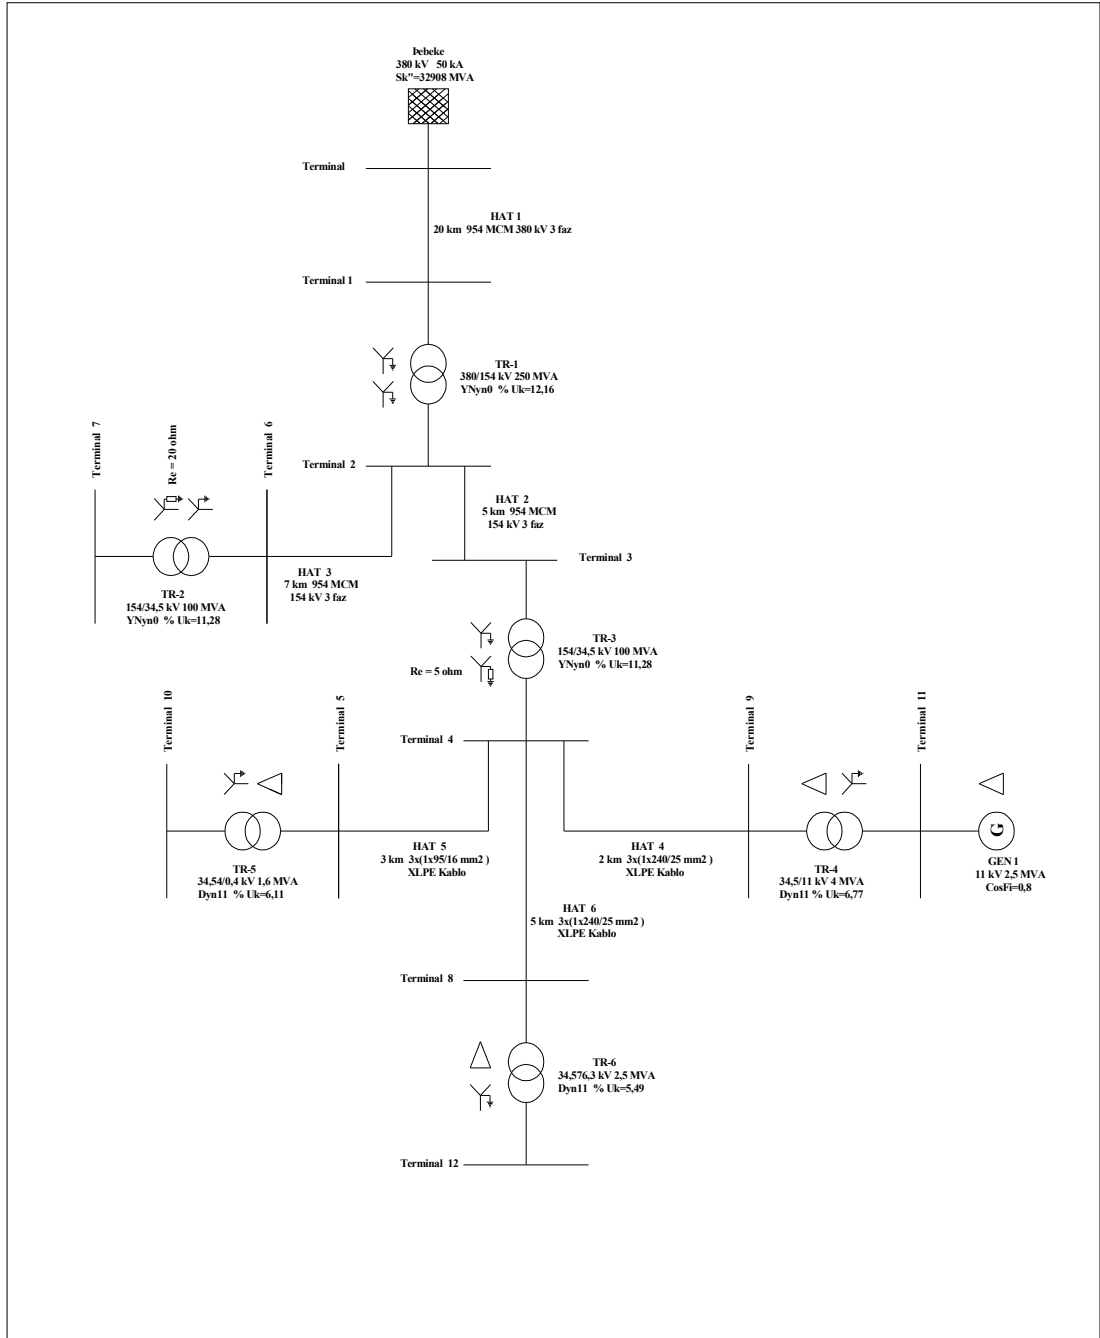 Þebeke
380 kV 50 kA
Sk"=32908 MVA
Terminal
HAT 1
20 km 954 MCM 380 kV 3 faz
Terminal 1
TR-1
380/154 kV 250 MVA
YNyn0 % Uk=12,16
Terminal 7
Re = 20 ohm
Terminal 6
Terminal 2
HAT 2
5 km 954 MCM
154 kV 3 faz
Terminal 3
HAT 3
7 km 954 MCM
154 kV 3 faz
TR-2
154/34,5 kV 100 MVA
YNyn0 % Uk=11,28
TR-3
154/34,5 kV 100 MVA
YNyn0 % Uk=11,28
Re = 5 ohm
Terminal 10
Terminal 5
Terminal 4
Terminal 9
Terminal 11
G
HAT 5
3 km 3x(1x95/16 mm2 )
XLPE Kablo
HAT 4
2 km 3x(1x240/25 mm2 )
XLPE Kablo
TR-5
34,54/0,4 kV 1,6 MVA
Dyn11 % Uk=6,11
TR-4
34,5/11 kV 4 MVA
Dyn11 % Uk=6,77
GEN 1
11 kV 2,5 MVA
CosFi=0,8
HAT 6
5 km 3x(1x240/25 mm2 )
XLPE Kablo
Terminal 8
TR-6
34,576,3 kV 2,5 MVA
Dyn11 % Uk=5,49
Terminal 12